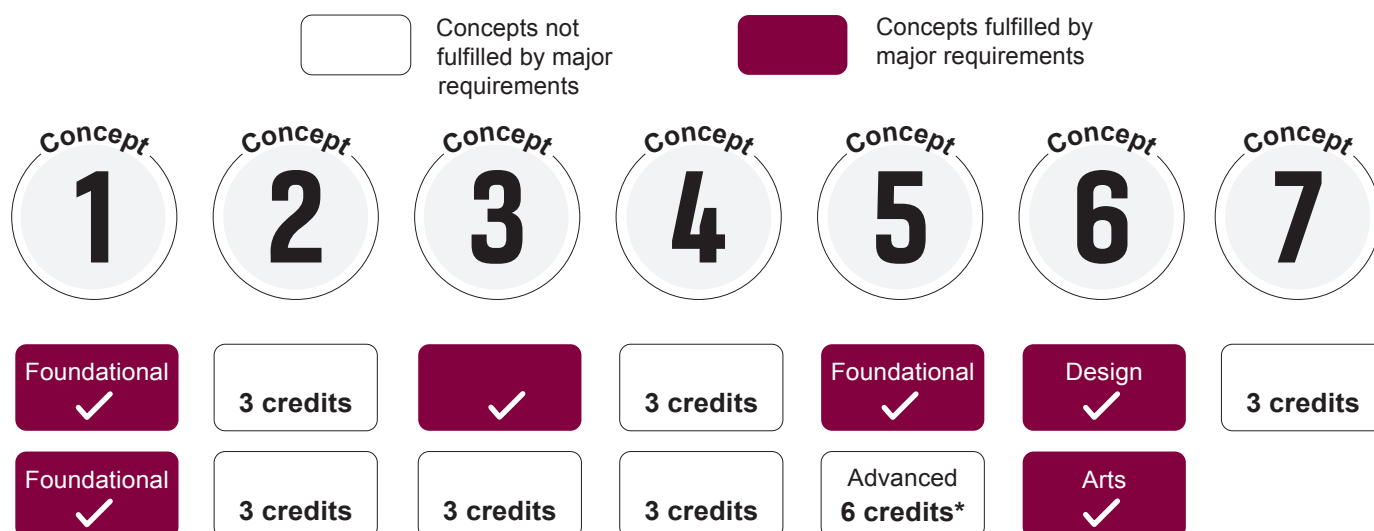 Concepts not
fulfilled by major
requirements
Concepts fulfilled by
major requirements
Concept Concept Concept Concept Concept Concept Concept
1 2 3 4 5 6 7
Foundational
3 credits
3 credits
Foundational
Design
3 credits
Foundational
3 credits
3 credits
3 credits
Advanced
6 credits*
Arts